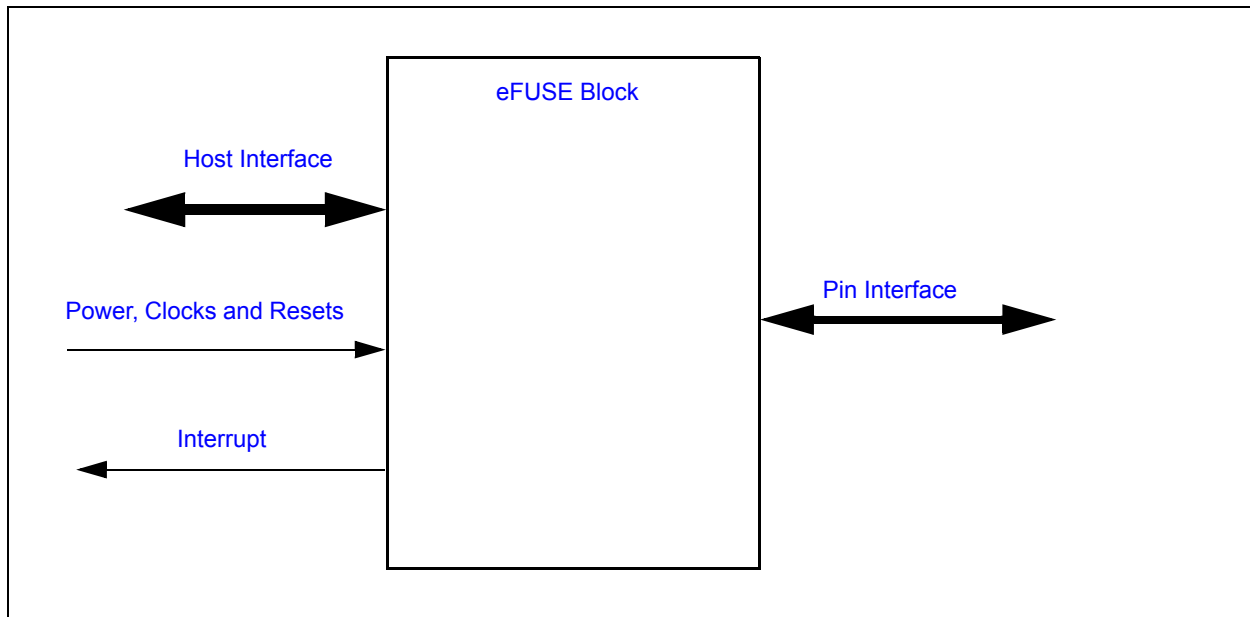 eFUSE Block
Host Interface
Power, Clocks and Resets
Interrupt
Pin Interface